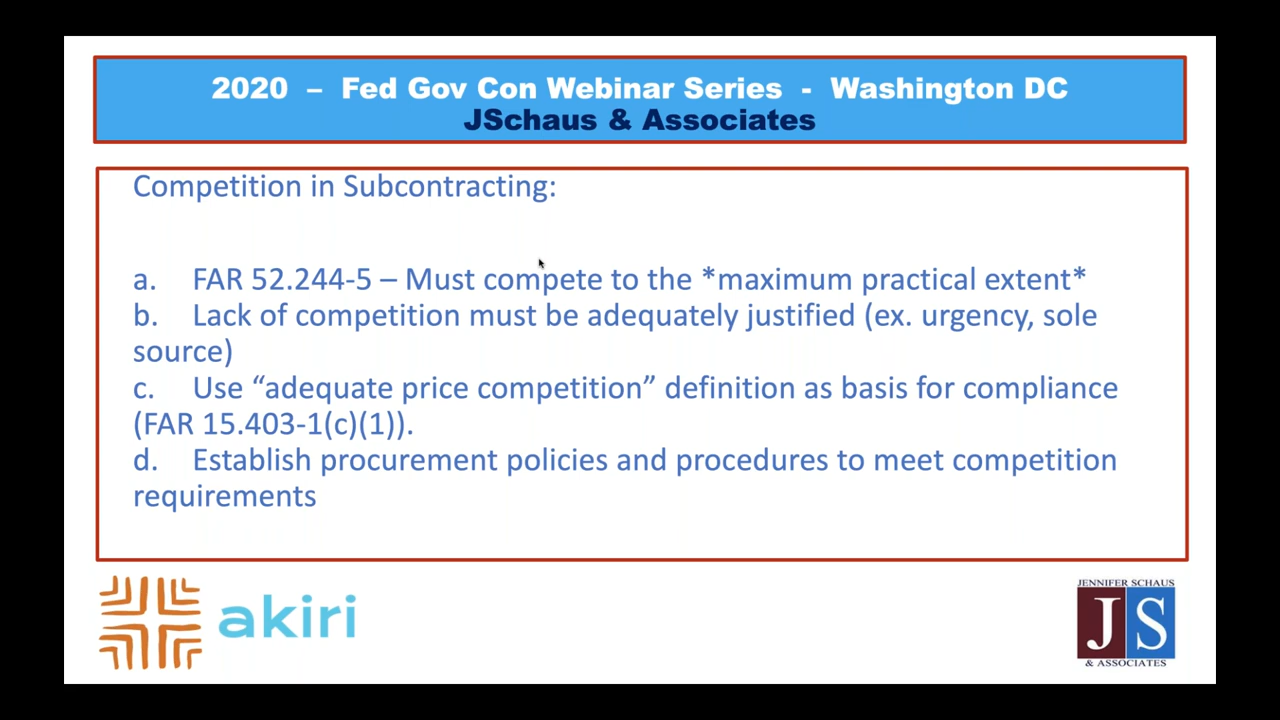 2020 – Fed Gov Con Webinar Series - Washington DC
JSchaus & Associates
Competition in Subcontracting:
a. FAR 52.244-5 – Must compete to the *maximum practical extent*
b. Lack of competition must be adequately justified (ex. urgency, sole
source)
c. Use “adequate price competition” definition as basis for compliance
(FAR 15.403-1(c)(1)).
d. Establish procurement policies and procedures to meet competition
requirements
akiri
JENNIFER SCHAUS
JS
& ASSOCIATES